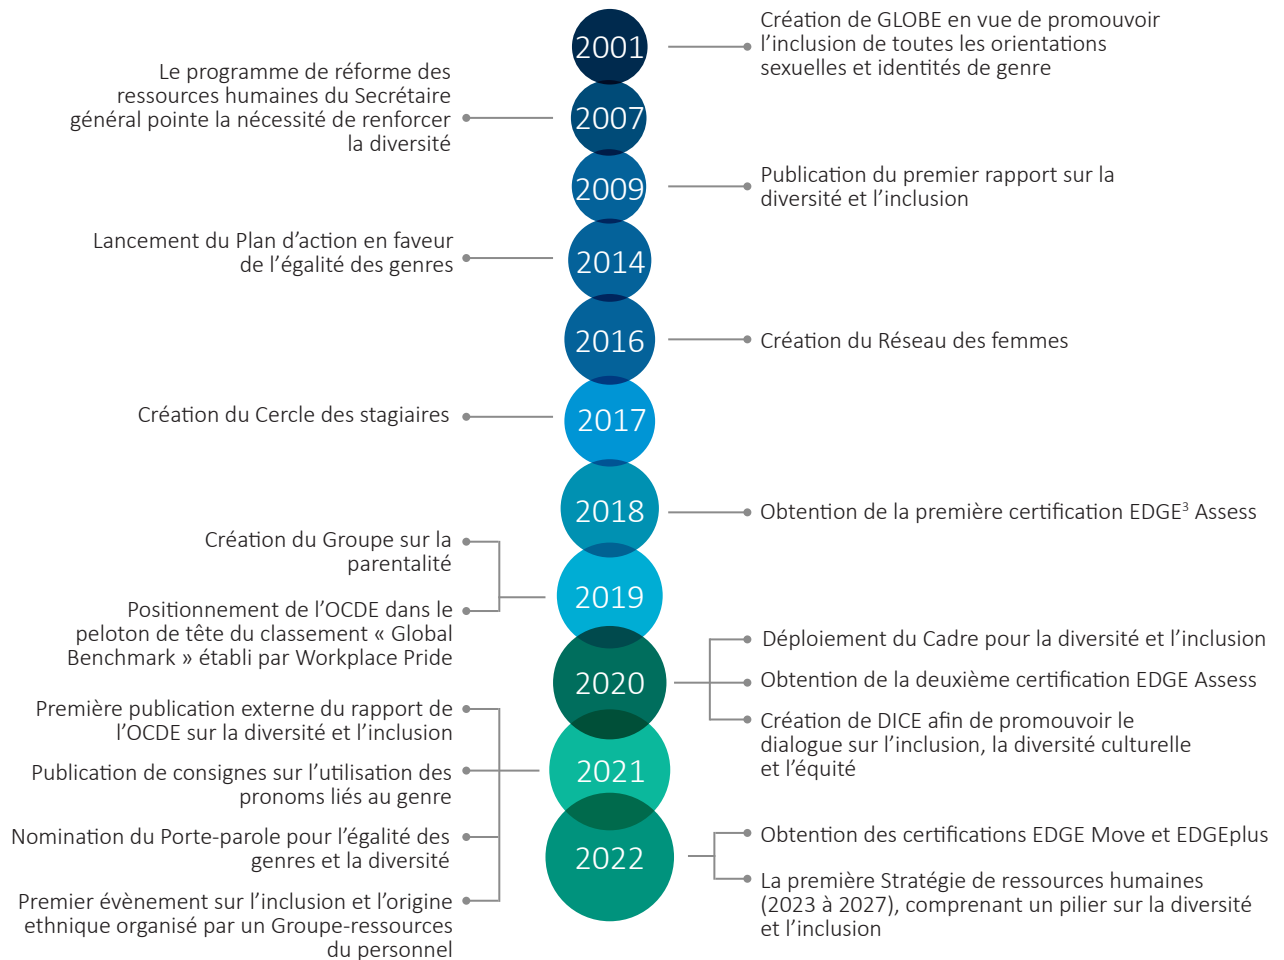 2001
Création de GLOBE en vue de promouvoir
l’inclusion de toutes les orientations
sexuelles et identités de genre
Le programme de réforme des
ressources humaines du Secrétaire
général pointe la nécessité de renforcer
la diversité
2007
2009
Publication du premier rapport sur la
diversité et l’inclusion
Lancement du Plan d’action en faveur
de l’égalité des genres
2014
2016
Création du Réseau des femmes
Création du Cercle des stagiaires
2017
2018
Obtention de la première certification EDGE³ Assess
Création du Groupe sur la
parentalité
Positionnement de l’OCDE dans le
peloton de tête du classement « Global
Benchmark » établi par Workplace Pride
2019
2020
Déploiement du Cadre pour la diversité et l’inclusion
Obtention de la deuxième certification EDGE Assess
Création de DICE afin de promouvoir le
dialogue sur l’inclusion, la diversité culturelle
et l’équité
Première publication externe du rapport de
l’OCDE sur la diversité et l’inclusion
Publication de consignes sur l’utilisation des
pronoms liés au genre
Nomination du Porte-parole pour l’égalité des
genres et la diversité
Premier évènement sur l’inclusion et l’origine
ethnique organisé par un Groupe-ressources
du personnel
2021
2022
Obtention des certifications EDGE Move et EDGEplus
La première Stratégie de ressources humaines
(2023 à 2027), comprenant un pilier sur la diversité
et l’inclusion